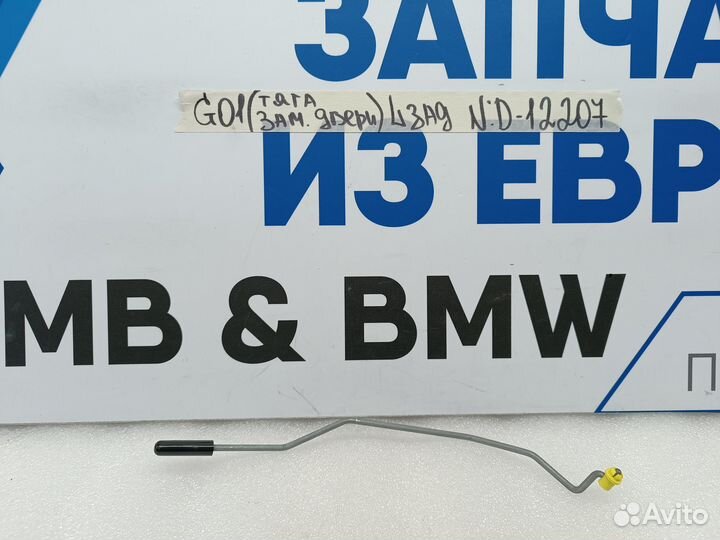 ЗАПЧА
G01(тяга зам. двери) L ЗАД N:D-12207
ИЗ ЕВР
MB & BMW
П
Avito